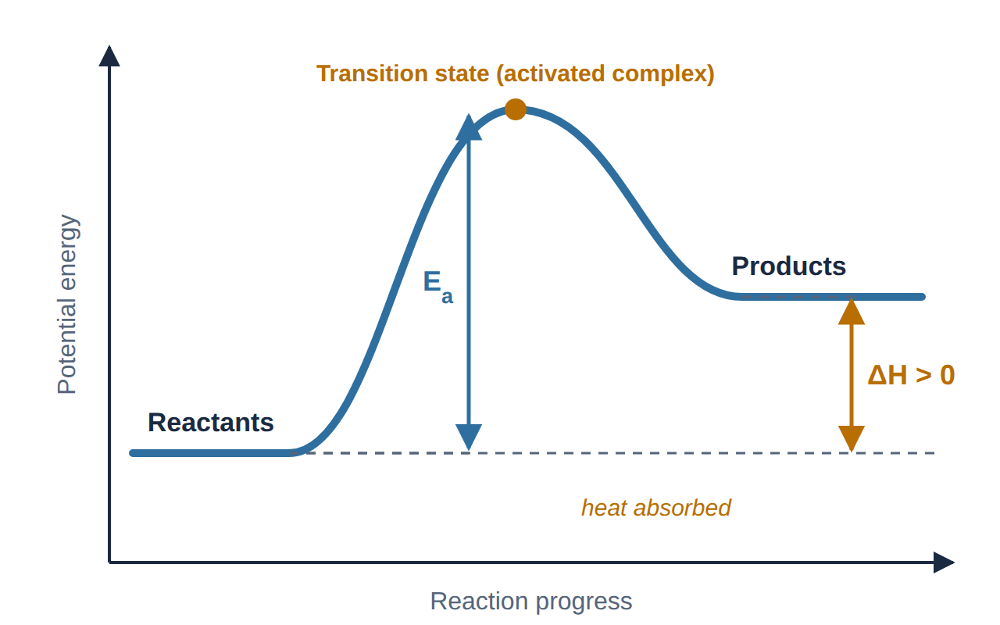 Transition state (activated complex)
Potential energy
Products
Ea
ΔH > 0
Reactants
heat absorbed
Reaction progress